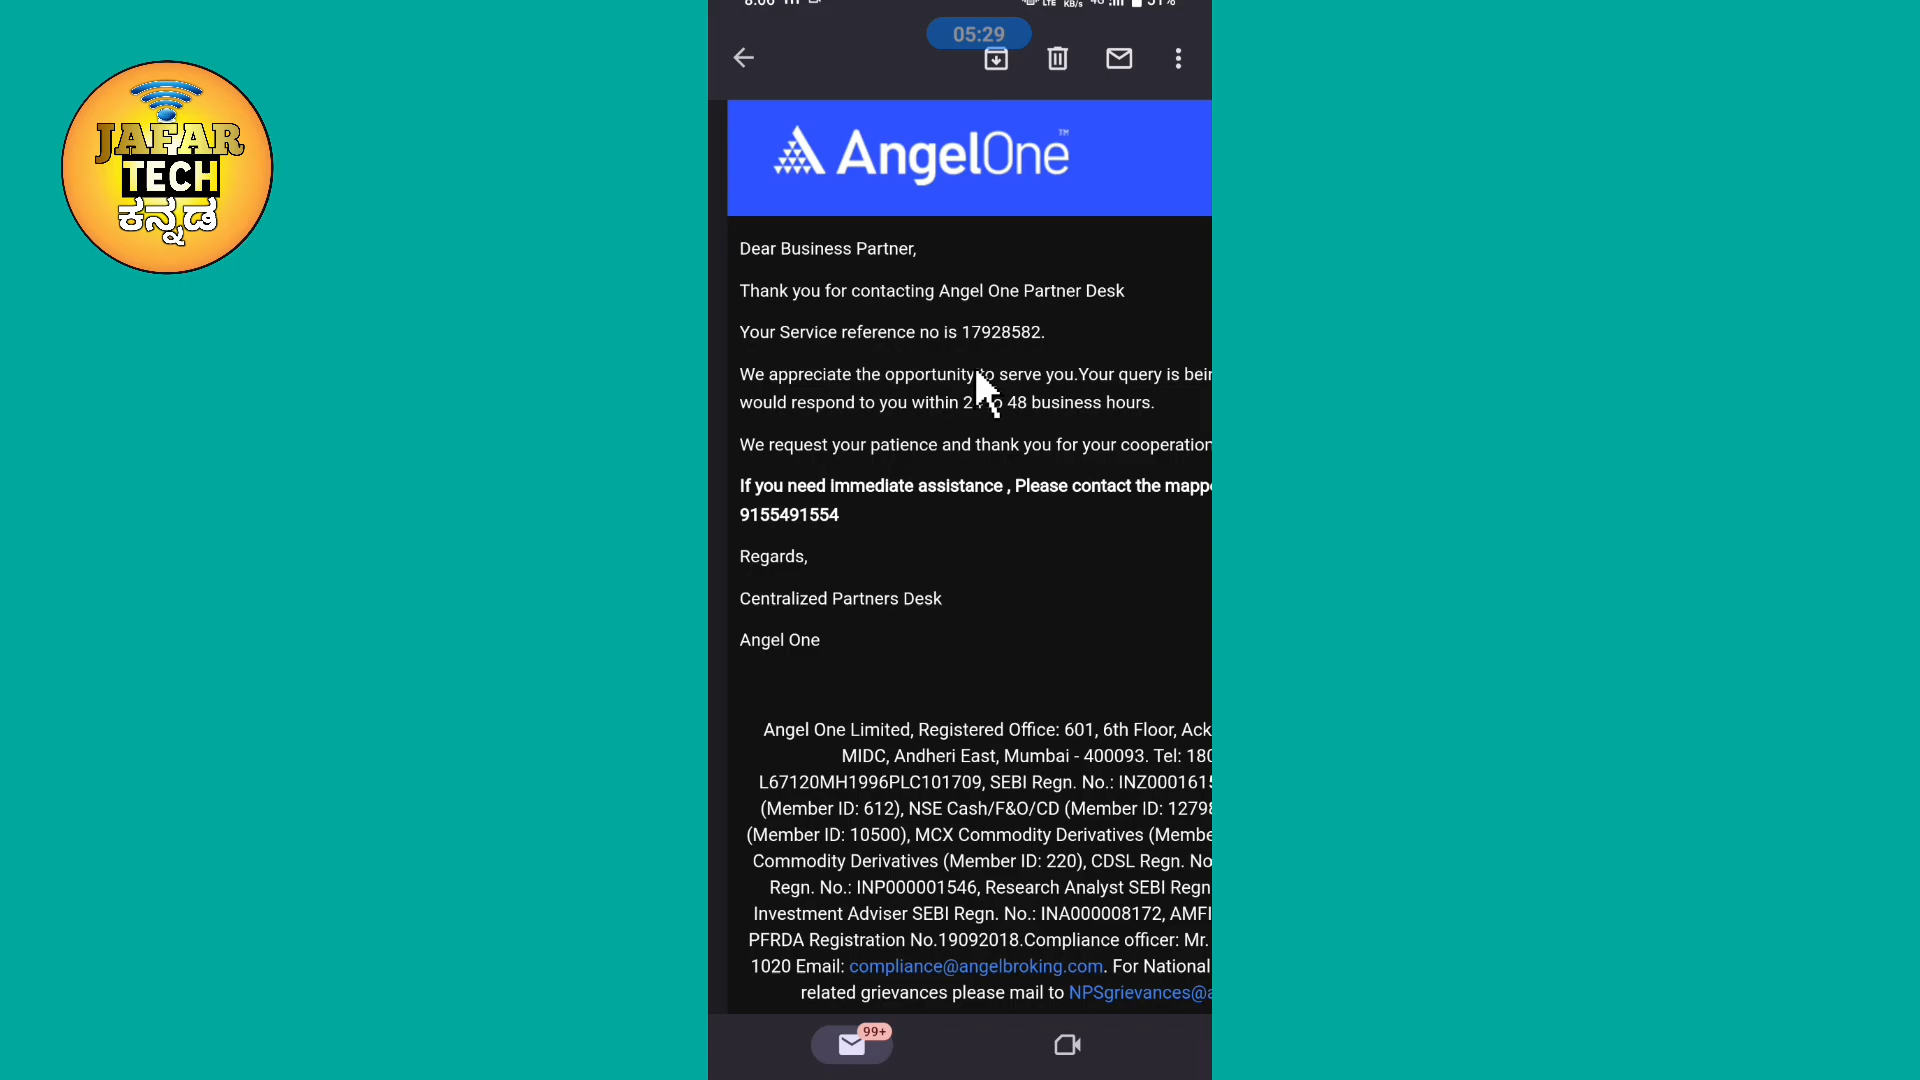 05:29
JAFAR
TECH
ಕನ್ನಡ
AngelOne™
Dear Business Partner,
Thank you for contacting Angel One Partner Desk
Your Service reference no is 17928582.
We appreciate the opportunity to serve you.Your query is bein
would respond to you within 48 business hours.
We request your patience and thank you for your cooperation
If you need immediate assistance , Please contact the mappe
9155491554
Regards,
Centralized Partners Desk
Angel One
Angel One Limited, Registered Office: 601, 6th Floor, Ack
MIDC, Andheri East, Mumbai - 400093. Tel: 180
L67120MH1996PLC101709, SEBI Regn. No.: INZ0001615
(Member ID: 612), NSE Cash/F&O/CD (Member ID: 12798
(Member ID: 10500), MCX Commodity Derivatives (Membe
Commodity Derivatives (Member ID: 220), CDSL Regn. No
Regn. No.: INP000001546, Research Analyst SEBI Regn
Investment Adviser SEBI Regn. No.: INA000008172, AMFI
PFRDA Registration No.19092018.Compliance officer: Mr.
1020 Email: compliance@angelbroking.com. For National
related grievances please mail to NPSgrievances@a
99+